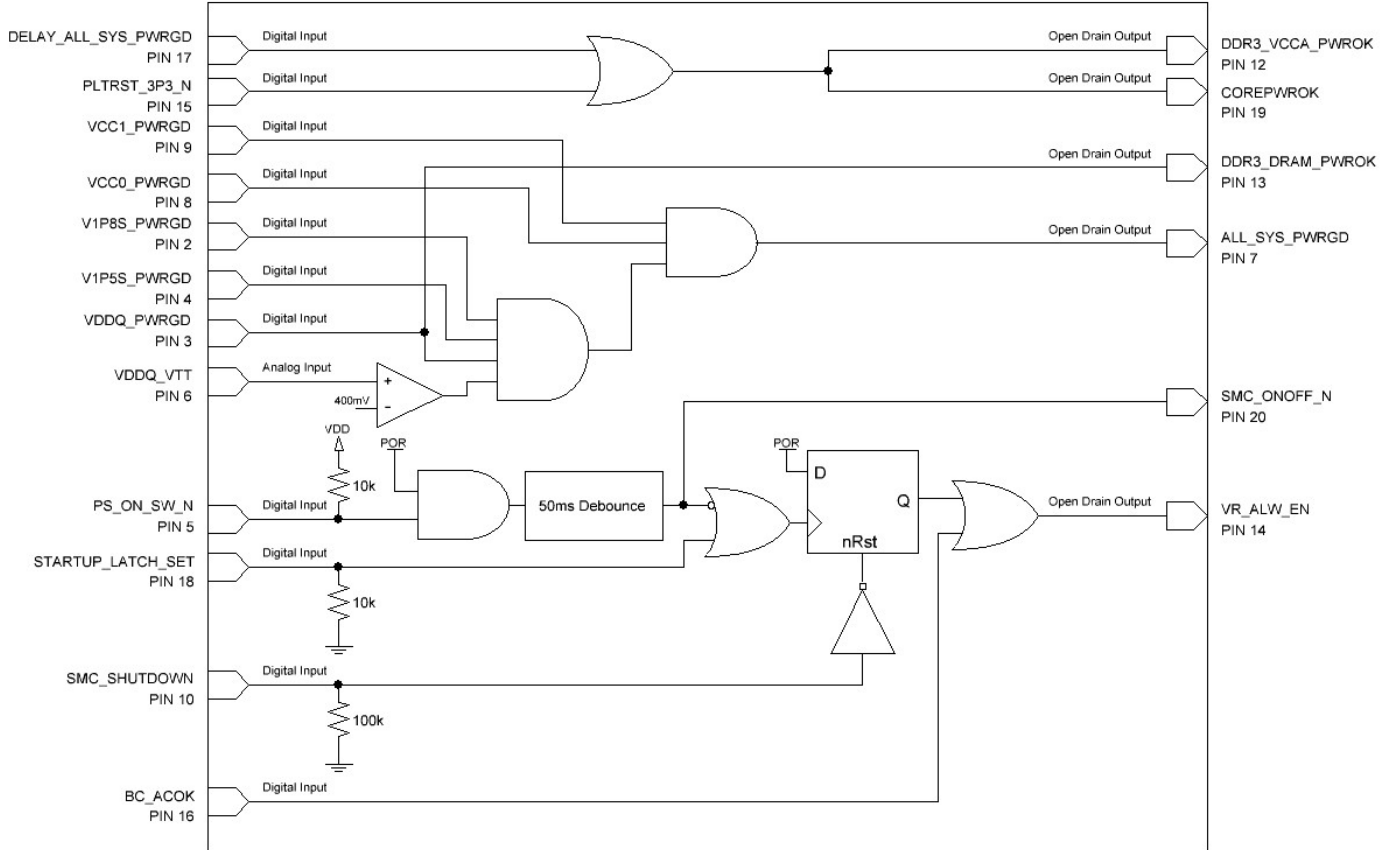 DELAY_ALL_SYS_PWRGD
PIN 17
Digital Input
Open Drain Output
DDR3_VCCA_PWROK
PIN 12
PLTRST_3P3_N
PIN 15
Digital Input
Open Drain Output
COREPWROK
PIN 19
VCC1_PWRGD
PIN 9
Digital Input
Open Drain Output
DDR3_DRAM_PWROK
PIN 13
VCC0_PWRGD
PIN 8
Digital Input
V1P8S_PWRGD
PIN 2
Digital Input
Open Drain Output
ALL_SYS_PWRGD
PIN 7
V1P5S_PWRGD
PIN 4
Digital Input
VDDQ_PWRGD
PIN 3
Digital Input
VDDQ_VTT
PIN 6
Analog Input
+
400mV
-
SMC_ONOFF_N
PIN 20
VDD
10k
POR
POR
D
Q
nRst
PS_ON_SW_N
PIN 5
Digital Input
50ms Debounce
Open Drain Output
VR_ALW_EN
PIN 14
STARTUP_LATCH_SET
PIN 18
Digital Input
10k
SMC_SHUTDOWN
PIN 10
Digital Input
100k
BC_ACOK
PIN 16
Digital Input